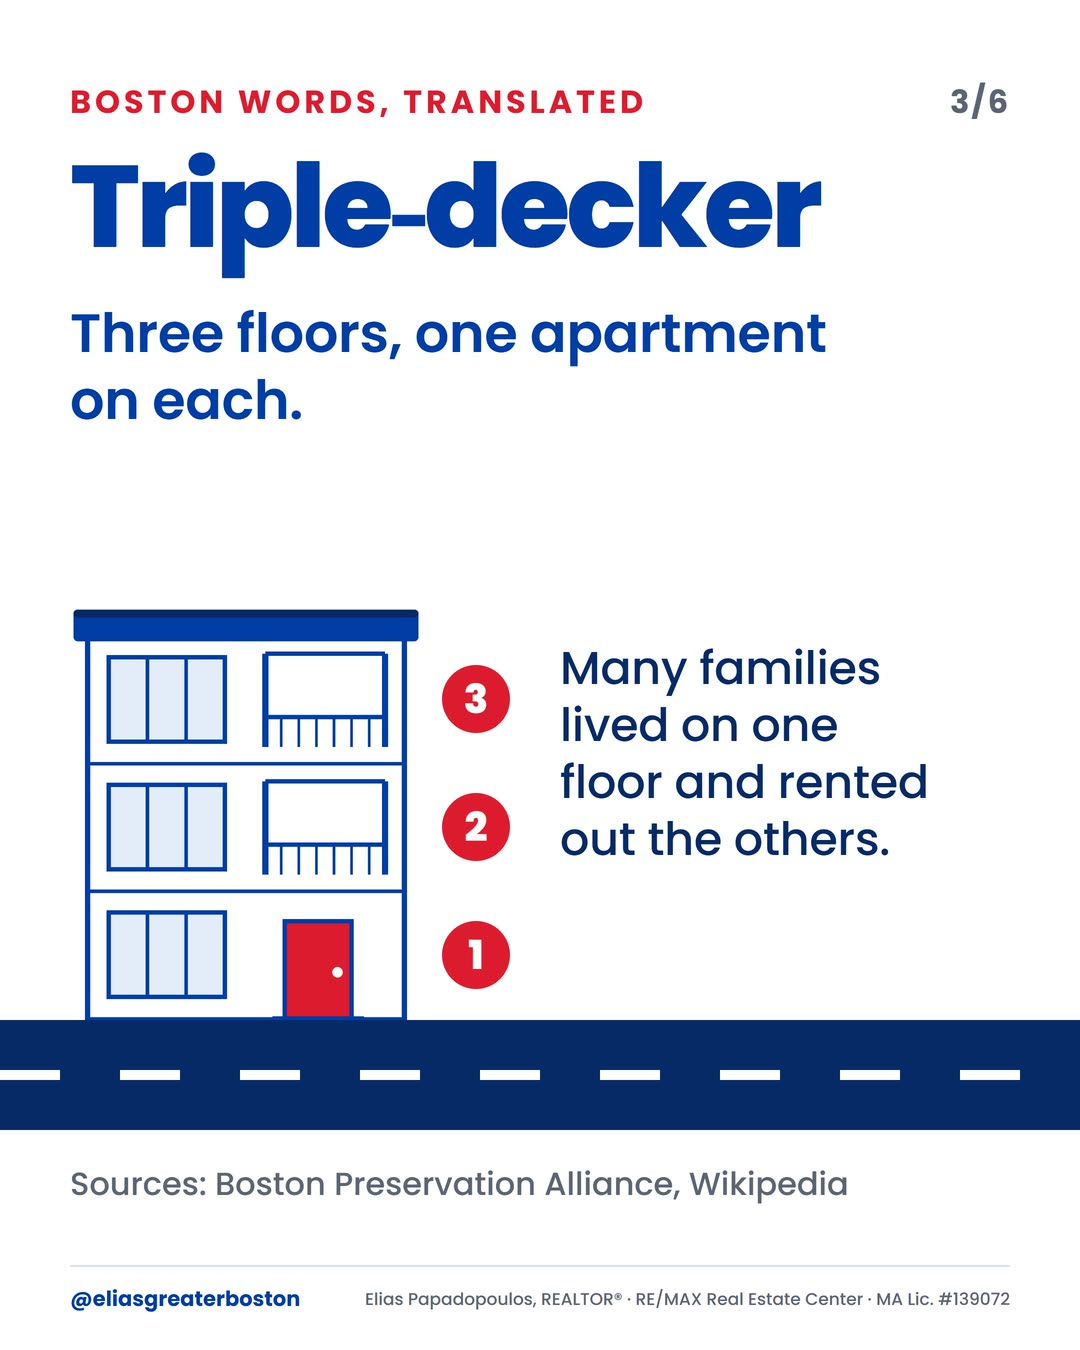 BOSTON WORDS, TRANSLATED
3/6
Triple-decker
Three floors, one apartment
on each.
3
Many families
lived on one
floor and rented
out the others.
2
1
Sources: Boston Preservation Alliance, Wikipedia
@eliasgreaterboston
Elias Papadopoulos, REALTOR® · RE/MAX Real Estate Center · MA Lic. #139072